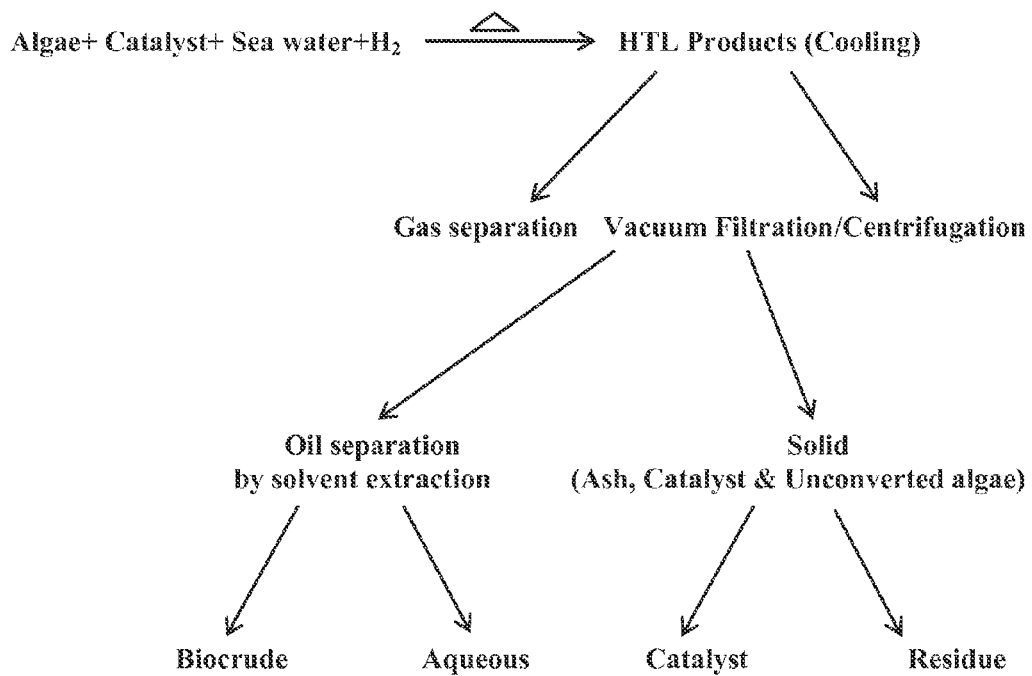 Algae+ Catalyst+ Sea water+H₂
HTL Products (Cooling)
Gas separation
Vacuum Filtration/Centrifugation
Oil separation
by solvent extraction
Solid
(Ash, Catalyst & Unconverted algae)
Biocrude
Aqueous
Catalyst
Residue